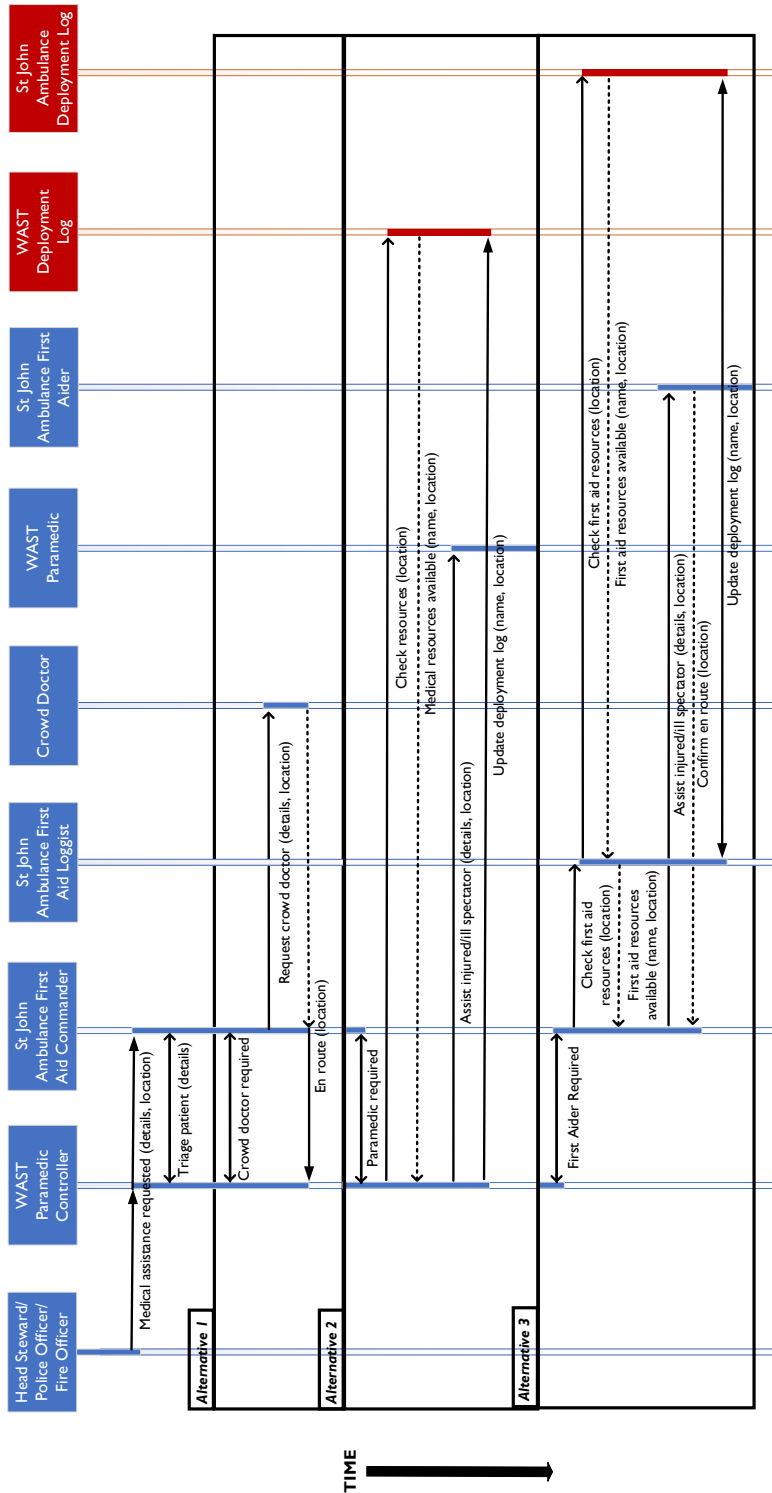 Head Steward/
Police Officer/
Fire Officer
WAST
Paramedic
Controller
St John
Ambulance First
Aid Commander
St John
Ambulance First
Aid Loggist
Crowd Doctor
WAST
Paramedic
St John
Ambulance First
Aider
WAST
Deployment
Log
St John
Ambulance
Deployment Log
Medical assistance requested (details, location)
Triage patient (details)
Alternative 1
Crowd doctor required
Request crowd doctor (details, location)
En route (location)
Alternative 2
Paramedic required
Check resources (location)
Medical resources available (name, location)
Assist injured/ill spectator (details, location)
Update deployment log (name, location)
Alternative 3
First Aider Required
Check first aid
resources (location)
Check first aid resources (location)
First aid resources available (name, location)
First aid resources
available (name, location)
Assist injured/ill spectator (details, location)
Confirm en route (location)
Update deployment log (name, location)
TIME